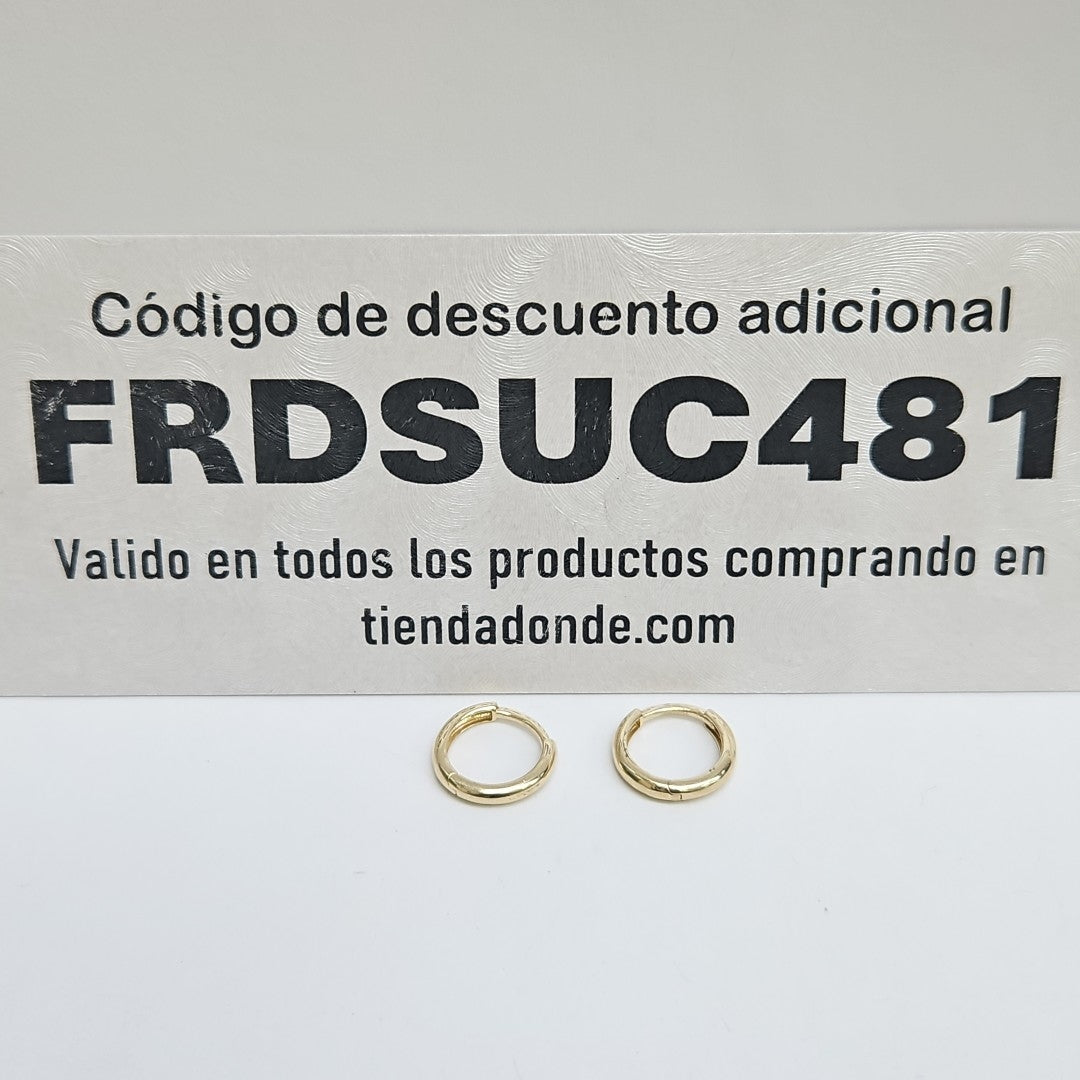 Código de descuento adicional
FRDSUC481
Valido en todos los productos comprando en
tiendadonde.com